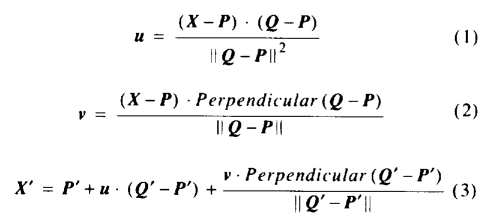 u = (X – P) · (Q – P) / || Q – P ||² (1)
v = (X – P) · Perpendicular (Q – P) / || Q – P || (2)
X′ = P′ + u · (Q′ – P′) + v · Perpendicular (Q′ – P′) / || Q′ – P′ || (3)